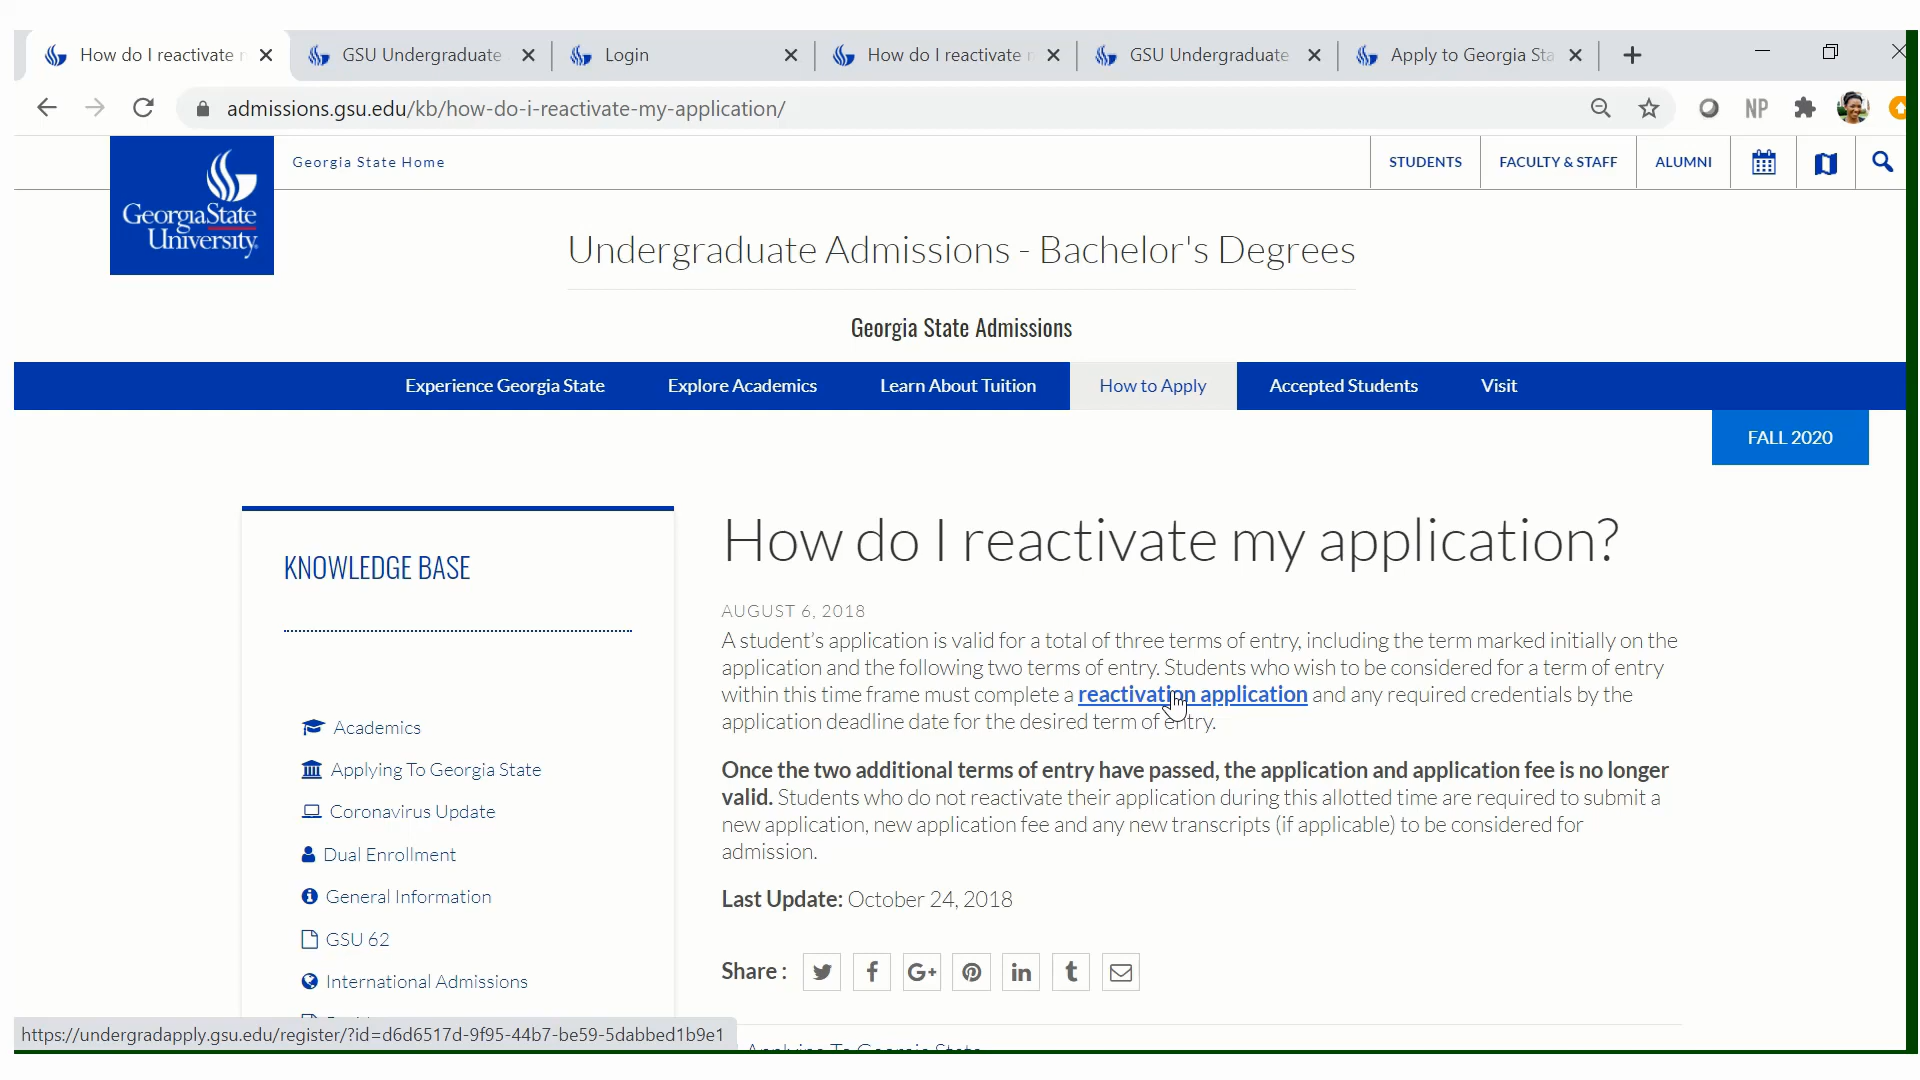 How do I reactivate
GSU Undergraduate
Login
How do I reactivate
GSU Undergraduate
Apply to Georgia Sta
admissions.gsu.edu/kb/how-do-i-reactivate-my-application/
NP
Georgia State Home
STUDENTS
FACULTY & STAFF
ALUMNI
GeorgiaState
University
Undergraduate Admissions - Bachelor's Degrees
Georgia State Admissions
Experience Georgia State
Explore Academics
Learn About Tuition
How to Apply
Accepted Students
Visit
FALL 2020
KNOWLEDGE BASE
Academics
Applying To Georgia State
Coronavirus Update
Dual Enrollment
General Information
GSU 62
International Admissions
How do I reactivate my application?
AUGUST 6, 2018
A student's application is valid for a total of three terms of entry, including the term marked initially on the
application and the following two terms of entry. Students who wish to be considered for a term of entry
within this time frame must complete a reactivation application and any required credentials by the
application deadline date for the desired term of entry.
Once the two additional terms of entry have passed, the application and application fee is no longer
valid. Students who do not reactivate their application during this allotted time are required to submit a
new application, new application fee and any new transcripts (if applicable) to be considered for
admission.
Last Update: October 24, 2018
Share :
Applying To Georgia State
https://undergradapply.gsu.edu/register/?id=d6d6517d-9f95-44b7-be59-5dabbed1b9e1